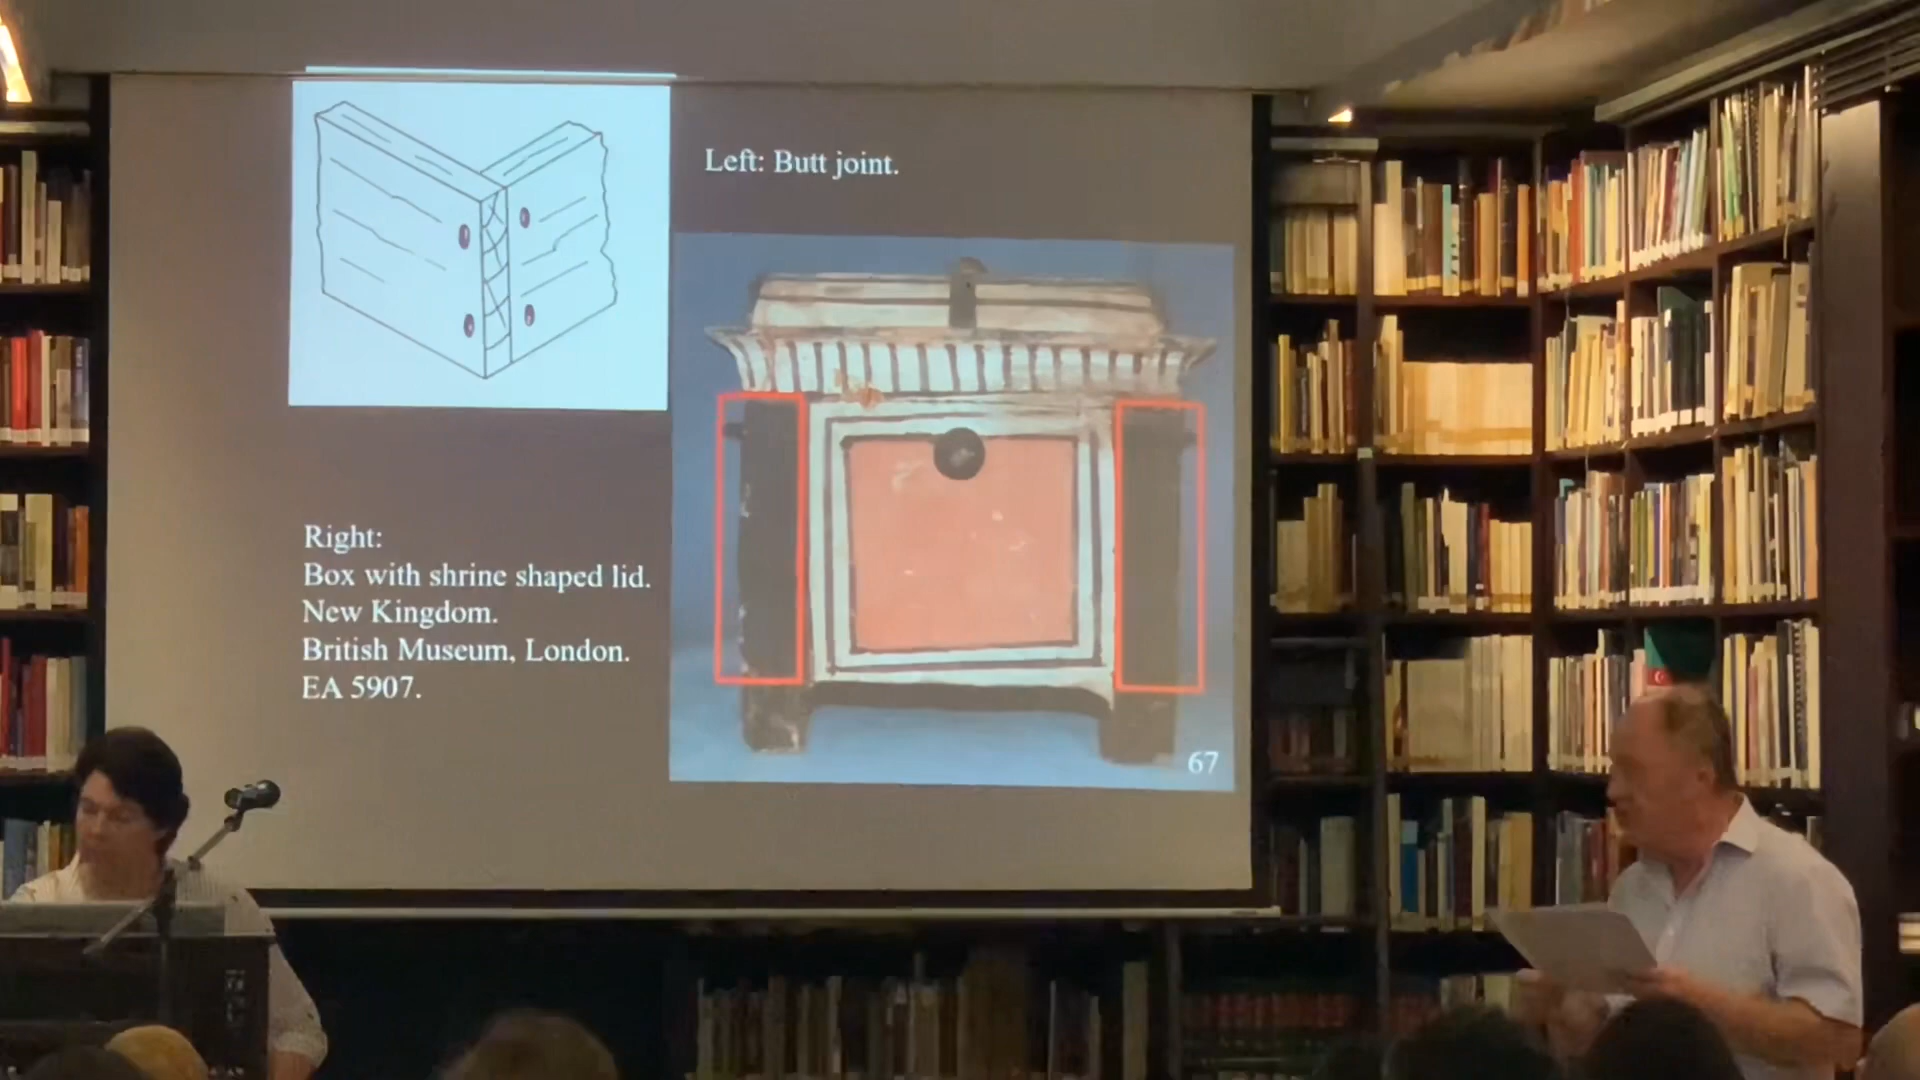 Left: Butt joint.
Right:
Box with shrine shaped lid.
New Kingdom.
British Museum, London.
EA 5907.
67